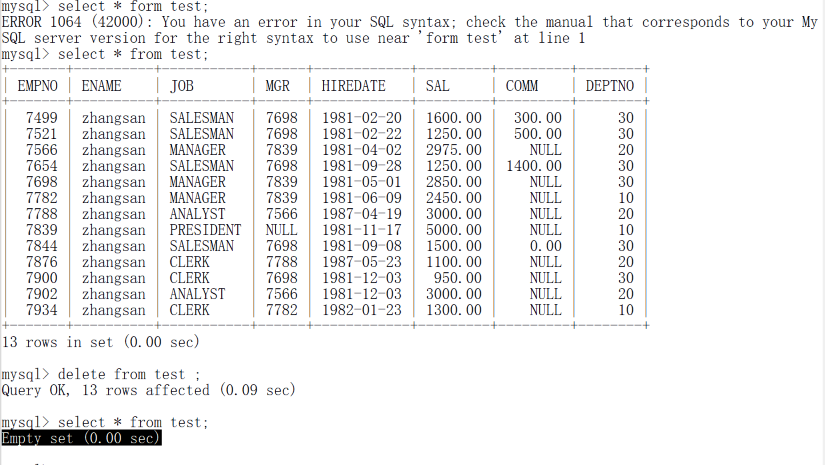 mysql> select * form test;
ERROR 1064 (42000): You have an error in your SQL syntax; check the manual that corresponds to your My
SQL server version for the right syntax to use near 'form test' at line 1
mysql> select * from test;
+-------+----------+-----------+------+------------+---------+---------+--------+
| EMPNO | ENAME | JOB | MGR | HIREDATE | SAL | COMM | DEPTNO |
+-------+----------+-----------+------+------------+---------+---------+--------+
| 7499 | zhangsan | SALESMAN | 7698 | 1981-02-20 | 1600.00 | 300.00 | 30 |
| 7521 | zhangsan | SALESMAN | 7698 | 1981-02-22 | 1250.00 | 500.00 | 30 |
| 7566 | zhangsan | MANAGER | 7839 | 1981-04-02 | 2975.00 | NULL | 20 |
| 7654 | zhangsan | SALESMAN | 7698 | 1981-09-28 | 1250.00 | 1400.00 | 30 |
| 7698 | zhangsan | MANAGER | 7839 | 1981-05-01 | 2850.00 | NULL | 30 |
| 7782 | zhangsan | MANAGER | 7839 | 1981-06-09 | 2450.00 | NULL | 10 |
| 7788 | zhangsan | ANALYST | 7566 | 1987-04-19 | 3000.00 | NULL | 20 |
| 7839 | zhangsan | PRESIDENT | NULL | 1981-11-17 | 5000.00 | NULL | 10 |
| 7844 | zhangsan | SALESMAN | 7698 | 1981-09-08 | 1500.00 | 0.00 | 30 |
| 7876 | zhangsan | CLERK | 7788 | 1987-05-23 | 1100.00 | NULL | 20 |
| 7900 | zhangsan | CLERK | 7698 | 1981-12-03 | 950.00 | NULL | 30 |
| 7902 | zhangsan | ANALYST | 7566 | 1981-12-03 | 3000.00 | NULL | 20 |
| 7934 | zhangsan | CLERK | 7782 | 1982-01-23 | 1300.00 | NULL | 10 |
+-------+----------+-----------+------+------------+---------+---------+--------+
13 rows in set (0.00 sec)
mysql> delete from test ;
Query OK, 13 rows affected (0.09 sec)
mysql> select * from test;
Empty set (0.00 sec)